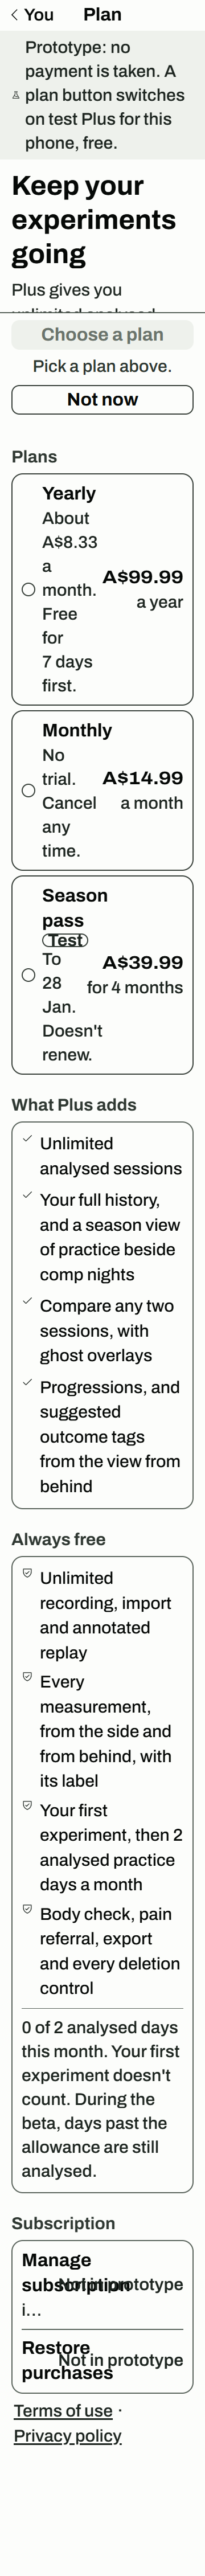 You
Plan
Prototype: no
payment is taken. A
plan button switches
on test Plus for this
phone, free.
Keep your
experiments
going
Plus gives you
unlimited analysed
Choose a plan
Pick a plan above.
Not now
Plans
Yearly
About
A$8.33
a
month.
Free
for
7 days
first.
A$99.99
a year
Monthly
No
trial.
Cancel
any
time.
A$14.99
a month
Season
pass
Test
To
28
Jan.
Doesn't
renew.
A$39.99
for 4 months
What Plus adds
Unlimited
analysed sessions
Your full history,
and a season view
of practice beside
comp nights
Compare any two
sessions, with
ghost overlays
Progressions, and
suggested
outcome tags
from the view from
behind
Always free
Unlimited
recording, import
and annotated
replay
Every
measurement,
from the side and
from behind, with
its label
Your first
experiment, then 2
analysed practice
days a month
Body check, pain
referral, export
and every deletion
control
0 of 2 analysed days
this month. Your first
experiment doesn't
count. During the
beta, days past the
allowance are still
analysed.
Subscription
Manage
subscription
i…
Not in prototype
Restore
purchases
Not in prototype
Terms of use ·
Privacy policy